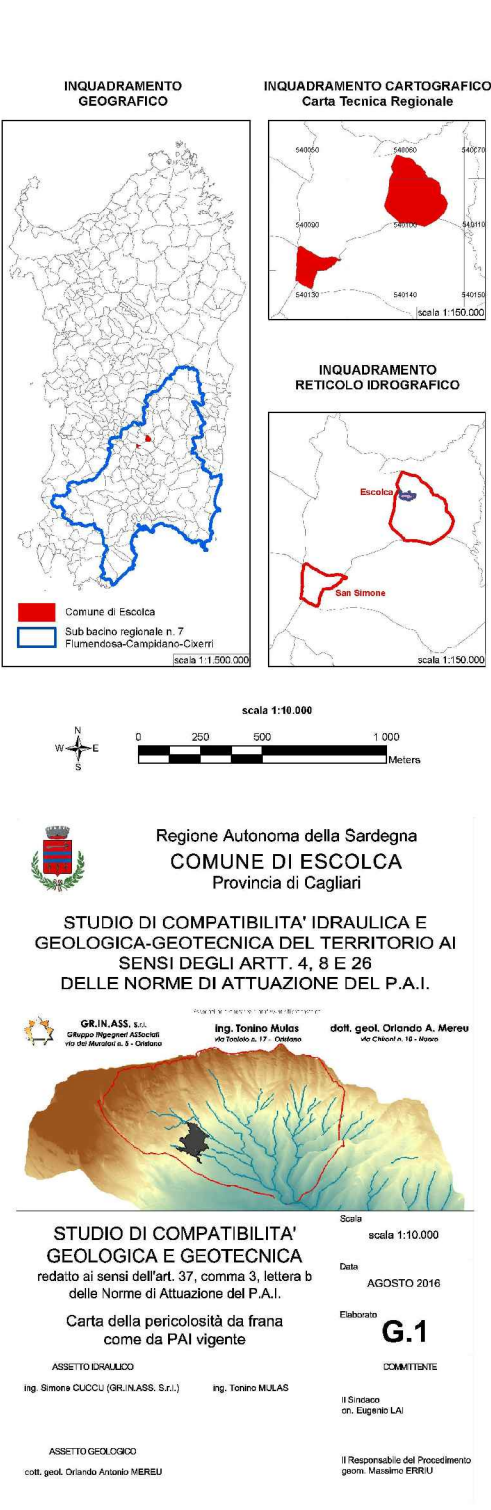 INQUADRAMENTO
GEOGRAFICO
Comune di Escolca
Sub bacino regionale n. 7
Flumendosa-Campidano-Cixerri
scala 1:1.500.000
INQUADRAMENTO CARTOGRAFICO
Carta Tecnica Regionale
540050
548060
540070
540090
540100
540110
540130
540140
540150
scala 1:150.000
INQUADRAMENTO
RETICOLO IDROGRAFICO
Escolca
San Simone
scala 1:150.000
scala 1:10.000
N
W
E
S
0
250
500
1 000
Meters
Regione Autonoma della Sardegna
COMUNE DI ESCOLCA
Provincia di Cagliari
STUDIO DI COMPATIBILITA' IDRAULICA E
GEOLOGICA-GEOTECNICA DEL TERRITORIO AI
SENSI DEGLI ARTT. 4, 8 E 26
DELLE NORME DI ATTUAZIONE DEL P.A.I.
GR.IN.ASS. S.r.l.
GRuppo INgegneri ASSociati
via dei Muratori n. 5 - Oristano
ing. Tonino Mulas
via Toniolo n. 17 - Oristano
dott. geol. Orlando A. Mereu
via Chironi n. 10 - Nuoro
STUDIO DI COMPATIBILITA'
GEOLOGICA E GEOTECNICA
redatto ai sensi dell'art. 37, comma 3, lettera b
delle Norme di Attuazione del P.A.I.
Carta della pericolosità da frana
come da PAI vigente
Scala
scala 1:10.000
Data
AGOSTO 2016
Elaborato
G.1
ASSETTO IDRAULICO
ing. Simone CUCCU (GR.IN.ASS. S.r.l.)
ing. Tonino MULAS
ASSETTO GEOLOGICO
dott. geol. Orlando Antonio MEREU
COMMITTENTE
Il Sindaco
on. Eugenio LAI
Il Responsabile del Procedimento
geom. Massimo ERRIU